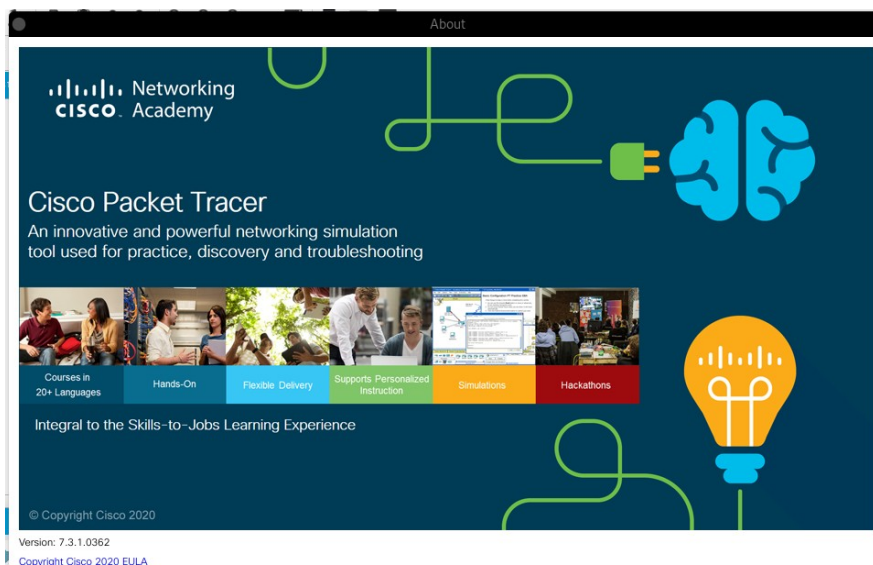 About
Networking
CISCO Academy
Cisco Packet Tracer
An innovative and powerful networking simulation
tool used for practice, discovery and troubleshooting
Courses in
20+ Languages
Hands-On
Flexible Delivery
Supports Personalized
Instruction
Simulations
Hackathons
Integral to the Skills-to-Jobs Learning Experience
© Copyright Cisco 2020
Version: 7.3.1.0362
Copyright Cisco 2020 EULA